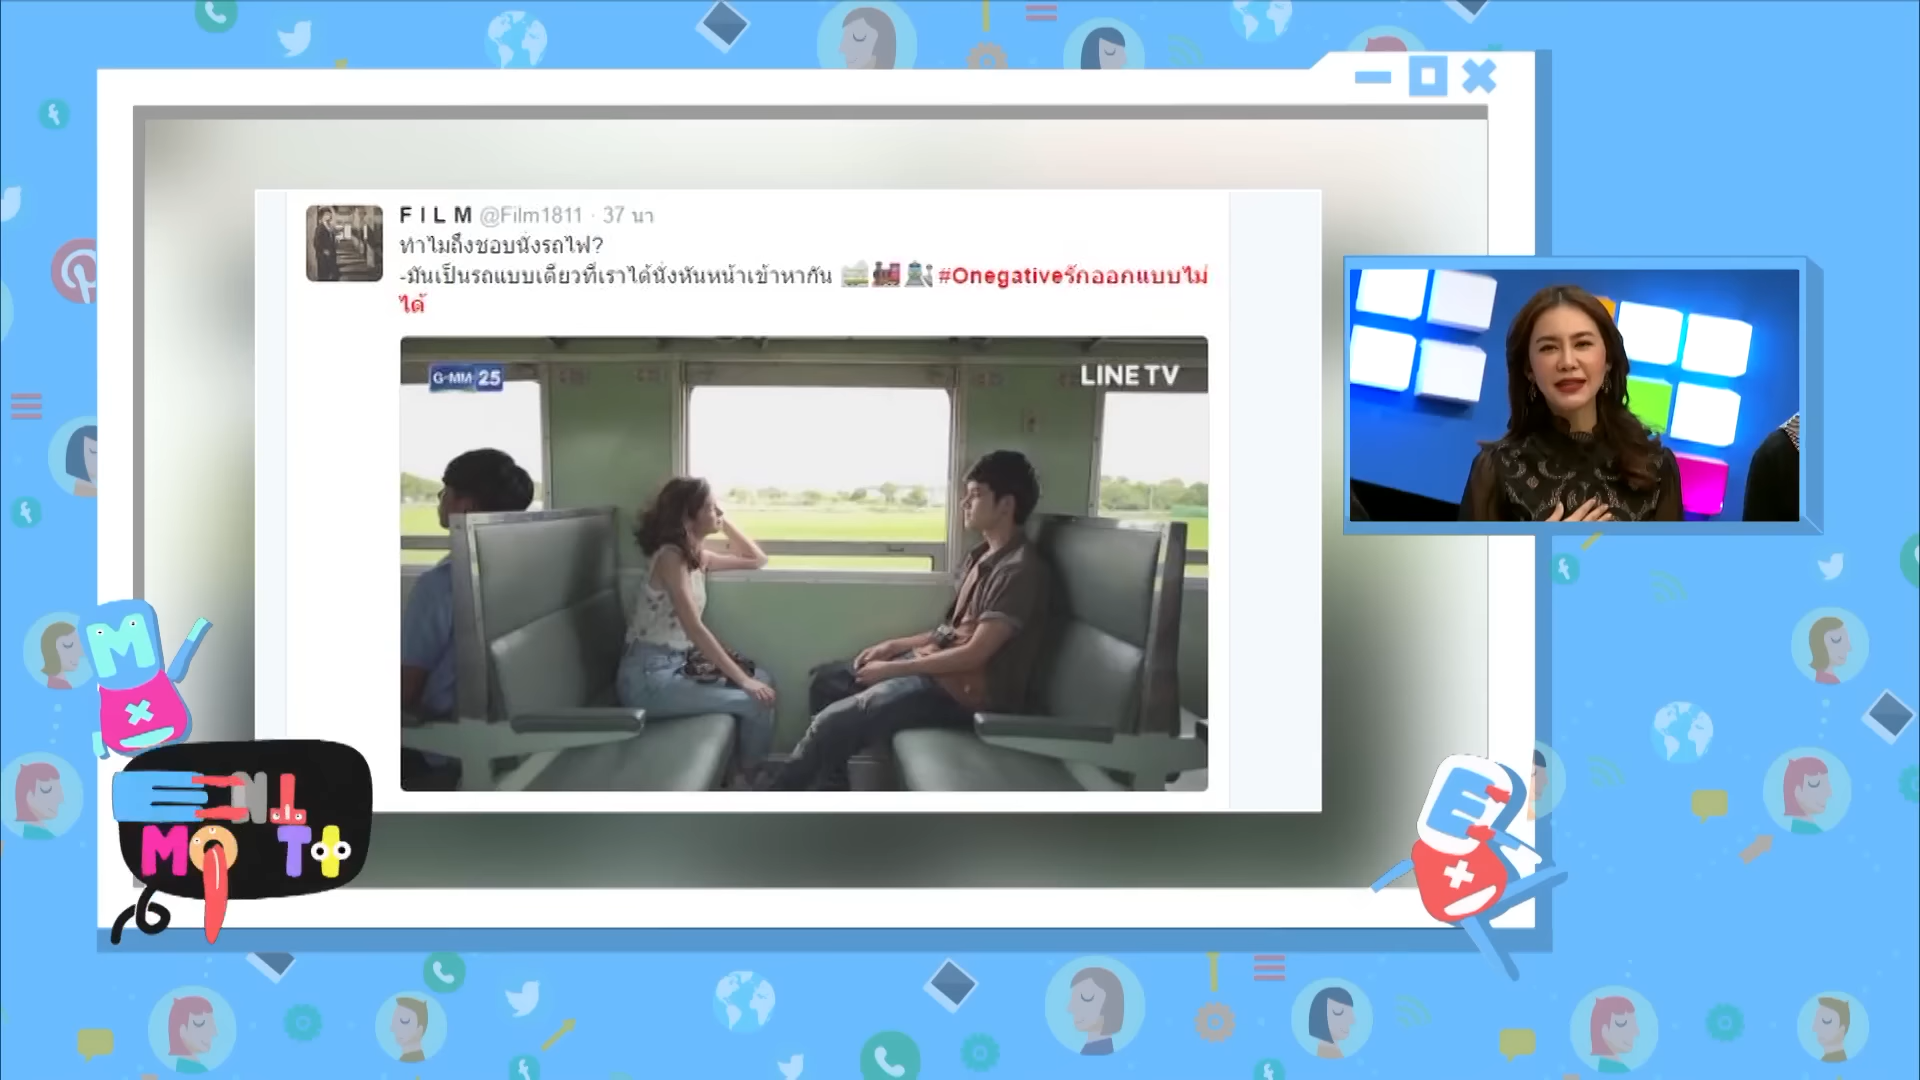 F I L M @Film1811 · 37 นา
ทำไมถึงชอบนั่งรถไฟ?
-มันเป็นรถแบบเดียวที่เราได้นั่งหันหน้าเข้าหากัน #Onegativeรักออกแบบไม่
ได้
GMM 25
LINE TV